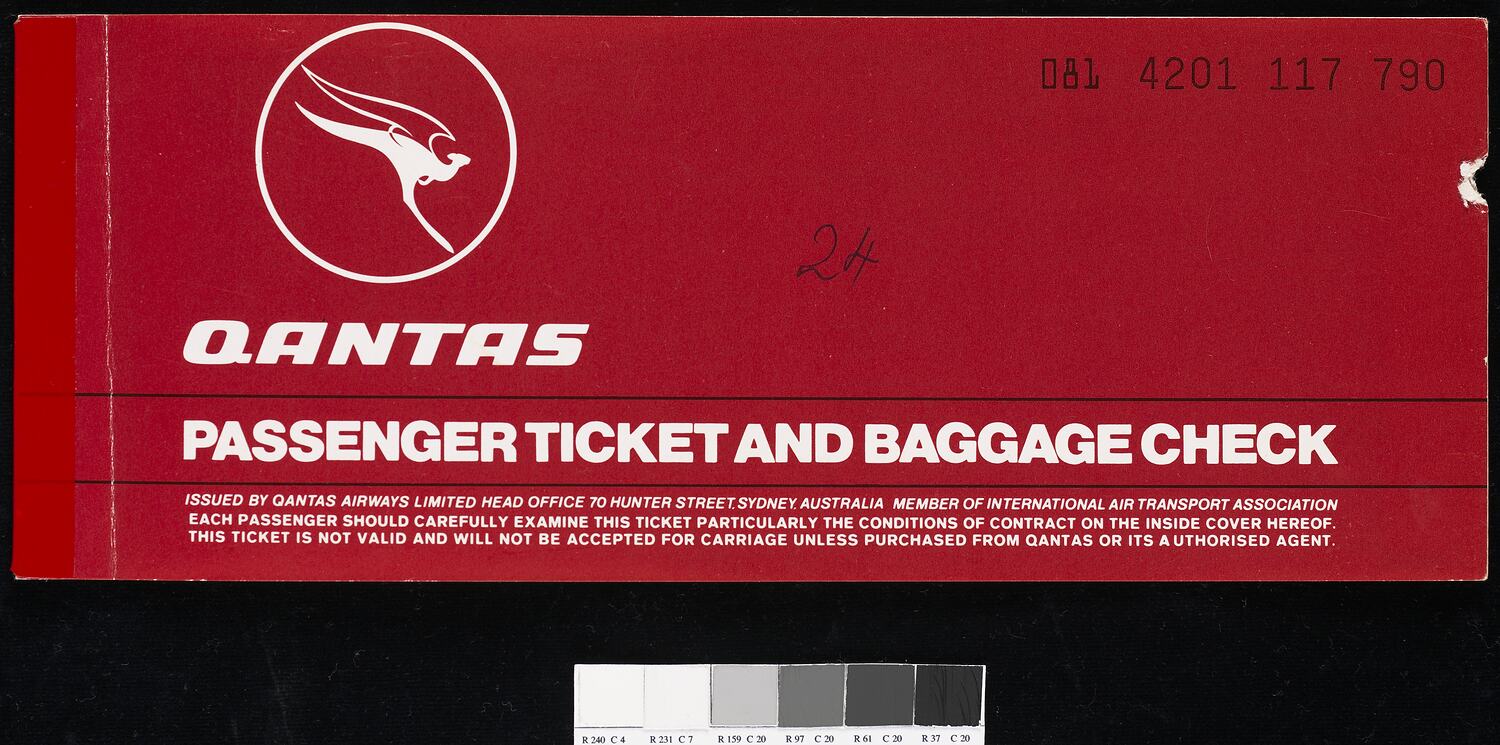 081 4201 117 790
24
QANTAS
PASSENGER TICKET AND BAGGAGE CHECK
ISSUED BY QANTAS AIRWAYS LIMITED HEAD OFFICE 70 HUNTER STREET, SYDNEY, AUSTRALIA MEMBER OF INTERNATIONAL AIR TRANSPORT ASSOCIATION
EACH PASSENGER SHOULD CAREFULLY EXAMINE THIS TICKET PARTICULARLY THE CONDITIONS OF CONTRACT ON THE INSIDE COVER HEREOF.
THIS TICKET IS NOT VALID AND WILL NOT BE ACCEPTED FOR CARRIAGE UNLESS PURCHASED FROM QANTAS OR ITS AUTHORISED AGENT.
R 240 C 4 R 231 C 7 R 159 C 20 R 97 C 20 R 61 C 20 R 37 C 20